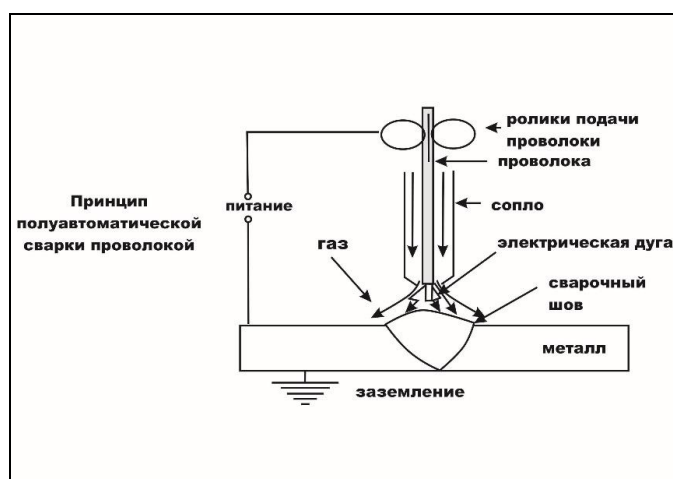 ролики подачи
проволоки
проволока
Принцип
полуавтоматической
сварки проволокой
питание
сопло
газ
электрическая дуга
сварочный
шов
металл
заземление